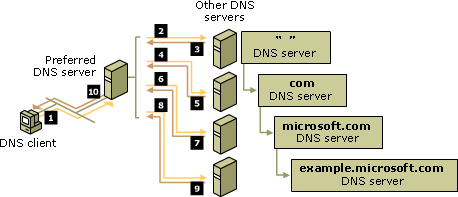 Other DNS
servers
2
3
" "
DNS server
Preferred
DNS server
4
5
com
DNS server
6
10
1
8
7
microsoft.com
DNS server
DNS client
9
example.microsoft.com
DNS server